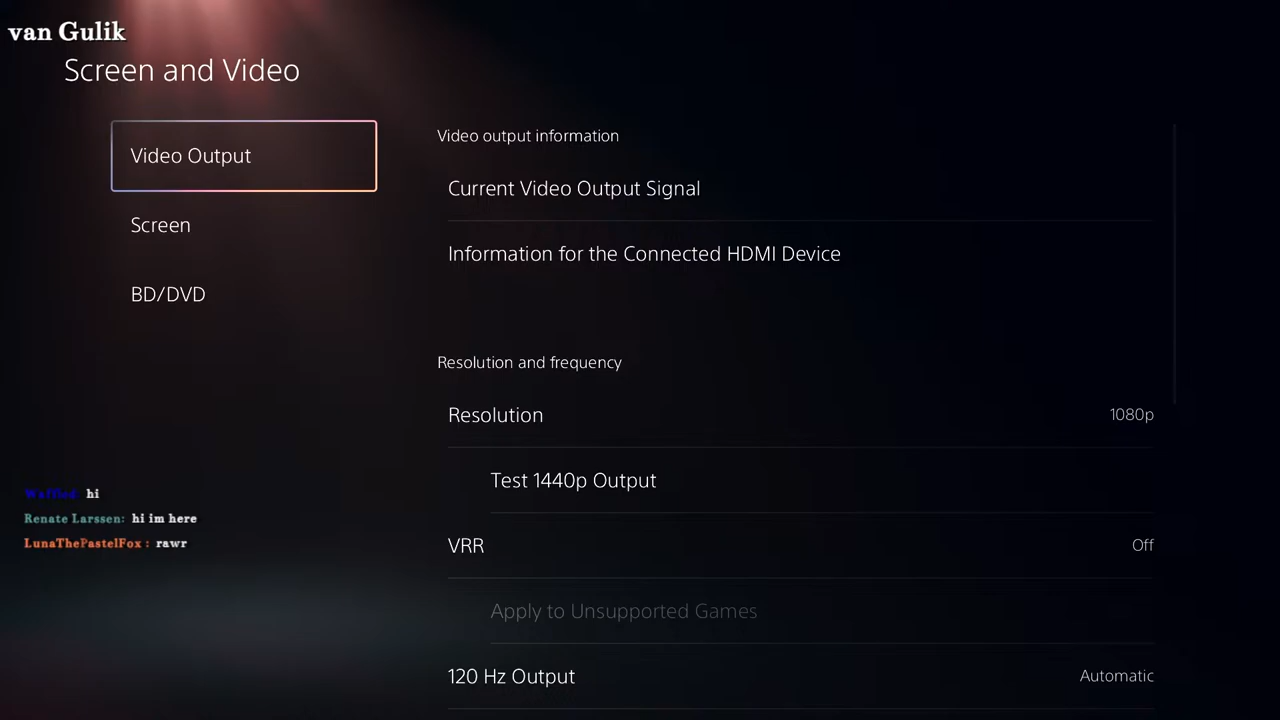 van Gulik
Screen and Video
Video Output
Screen
BD/DVD
Video output information
Current Video Output Signal
Information for the Connected HDMI Device
Resolution and frequency
Resolution 1080p
Test 1440p Output
VRR Off
Apply to Unsupported Games
120 Hz Output Automatic
hi
Renate Larssen: hi im here
LunaThePastelFox : rawr